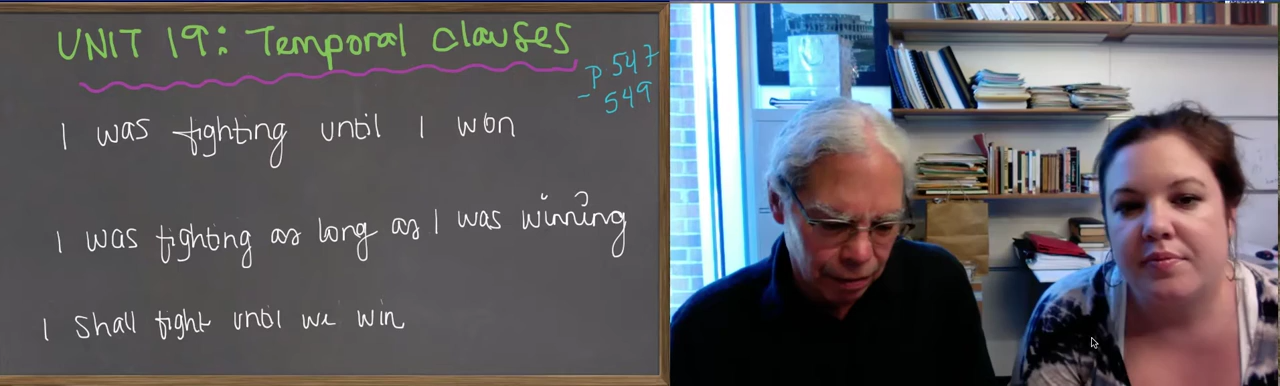 UNIT 19: Temporal Clauses
p. 547
- 549
I was fighting until I won
I was fighting as long as I was winning
I shall fight until we win